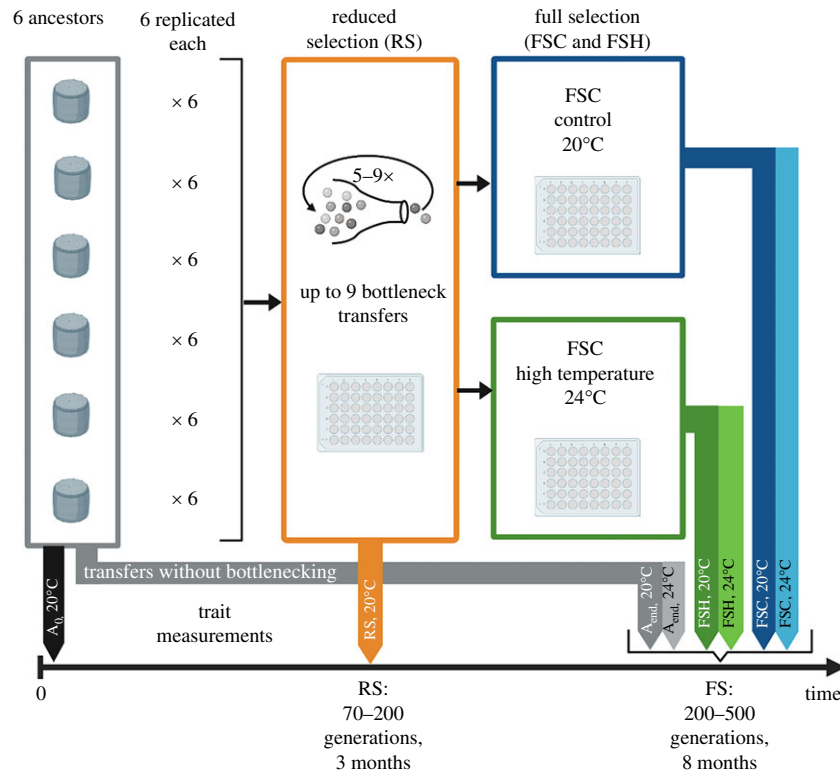 6 ancestors
6 replicated
each
reduced
selection (RS)
full selection
(FSC and FSH)
× 6
× 6
× 6
× 6
× 6
× 6
5–9×
up to 9 bottleneck
transfers
FSC
control
20°C
FSC
high temperature
24°C
transfers without bottlenecking
trait
measurements
A0, 20°C
RS, 20°C
Aend, 20°C
Aend, 24°C
FSH, 20°C
FSH, 24°C
FSC, 20°C
FSC, 24°C
0
time
RS:
70–200
generations,
3 months
FS:
200–500
generations,
8 months